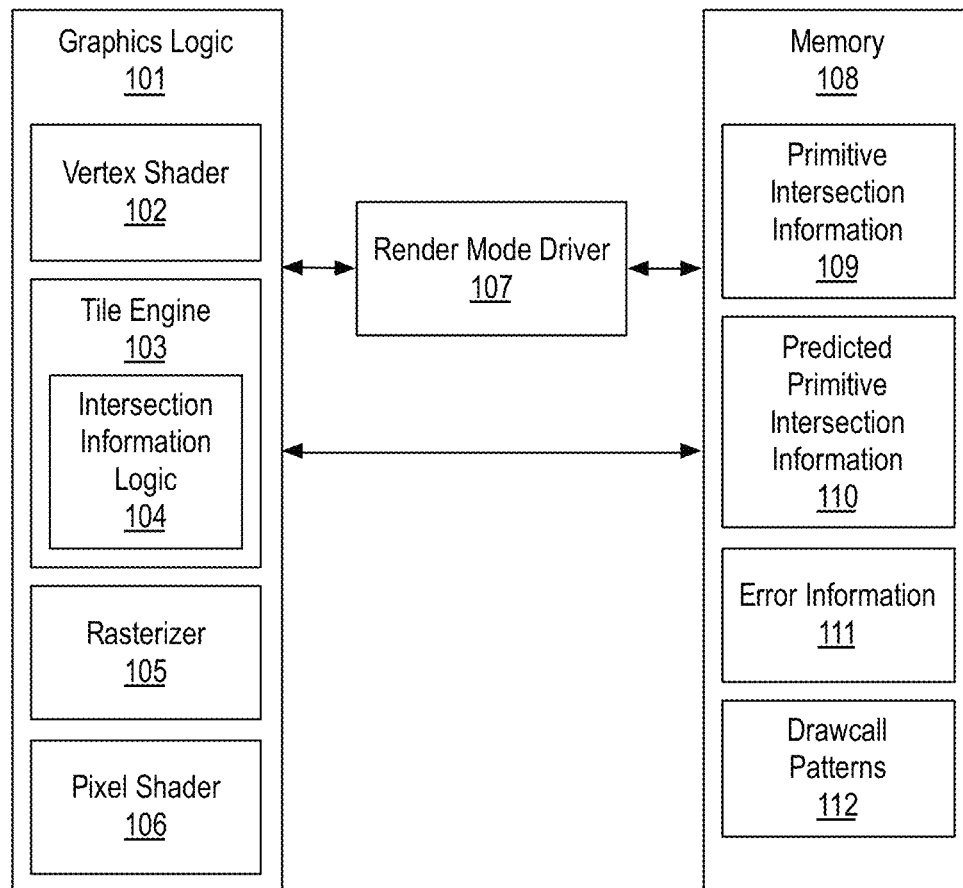 Graphics Logic
101
Vertex Shader
102
Tile Engine
103
Intersection
Information
Logic
104
Rasterizer
105
Pixel Shader
106
Render Mode Driver
107
Memory
108
Primitive
Intersection
Information
109
Predicted
Primitive
Intersection
Information
110
Error Information
111
Drawcall
Patterns
112